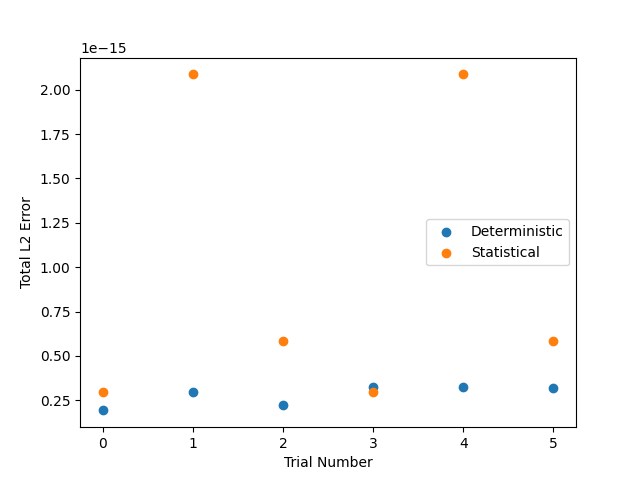 1e−15
2.00
1.75
1.50
1.25
1.00
0.75
0.50
0.25
Total L2 Error
Deterministic
Statistical
0 1 2 3 4 5
Trial Number